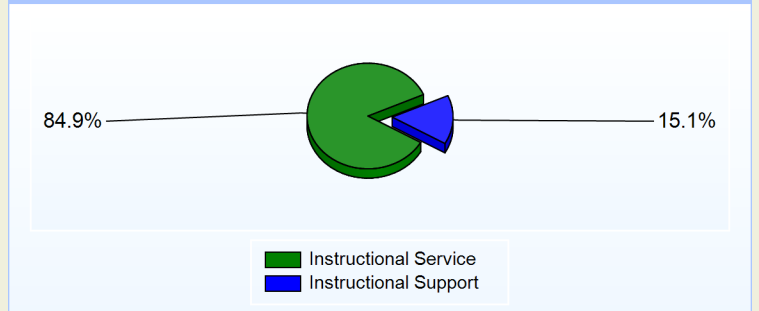 84.9%
15.1%
Instructional Service
Instructional Support